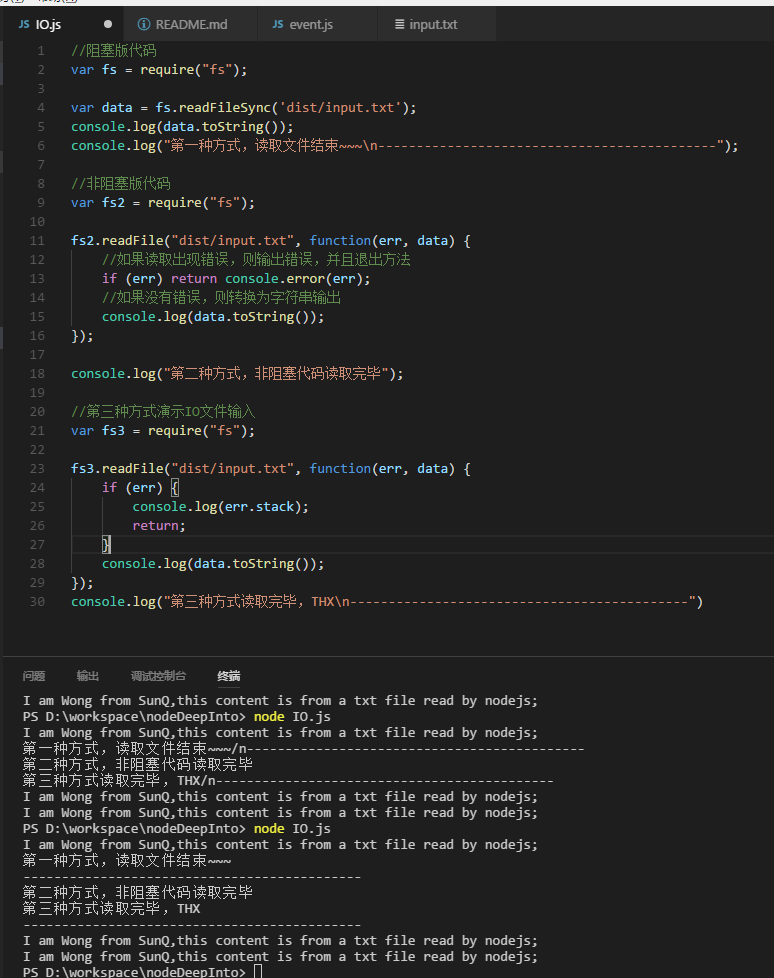 JS IO.js ● ⓘ README.md JS event.js input.txt
1 //阻塞版代码
2 var fs = require("fs");
3
4 var data = fs.readFileSync('dist/input.txt');
5 console.log(data.toString());
6 console.log("第一种方式，读取文件结束~~~\n--------------------------------------------");
7
8 //非阻塞版代码
9 var fs2 = require("fs");
10
11 fs2.readFile("dist/input.txt", function(err, data) {
12     //如果读取出现错误，则输出错误，并且退出方法
13     if (err) return console.error(err);
14     //如果没有错误，则转换为字符串输出
15     console.log(data.toString());
16 });
17
18 console.log("第二种方式，非阻塞代码读取完毕");
19
20 //第三种方式演示IO文件输入
21 var fs3 = require("fs");
22
23 fs3.readFile("dist/input.txt", function(err, data) {
24     if (err) {
25         console.log(err.stack);
26         return;
27     }
28     console.log(data.toString());
29 });
30 console.log("第三种方式读取完毕，THX\n--------------------------------------------")
问题 输出 调试控制台 终端
I am Wong from SunQ,this content is from a txt file read by nodejs;
PS D:\workspace\nodeDeepInto> node IO.js
I am Wong from SunQ,this content is from a txt file read by nodejs;
第一种方式，读取文件结束~~~/n--------------------------------------------
第二种方式，非阻塞代码读取完毕
第三种方式读取完毕，THX/n--------------------------------------------
I am Wong from SunQ,this content is from a txt file read by nodejs;
I am Wong from SunQ,this content is from a txt file read by nodejs;
PS D:\workspace\nodeDeepInto> node IO.js
I am Wong from SunQ,this content is from a txt file read by nodejs;
第一种方式，读取文件结束~~~
--------------------------------------------
第二种方式，非阻塞代码读取完毕
第三种方式读取完毕，THX
--------------------------------------------
I am Wong from SunQ,this content is from a txt file read by nodejs;
I am Wong from SunQ,this content is from a txt file read by nodejs;
PS D:\workspace\nodeDeepInto>